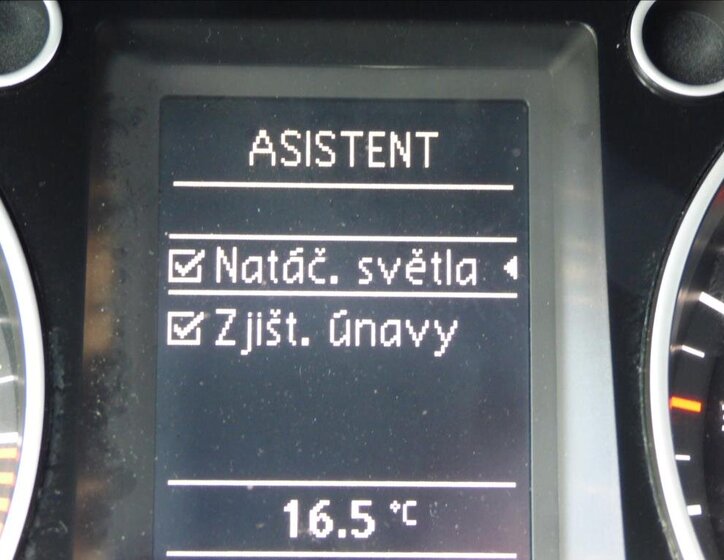 ASISTENT
Natáč. světla
Zjišt. únavy
16.5 °C